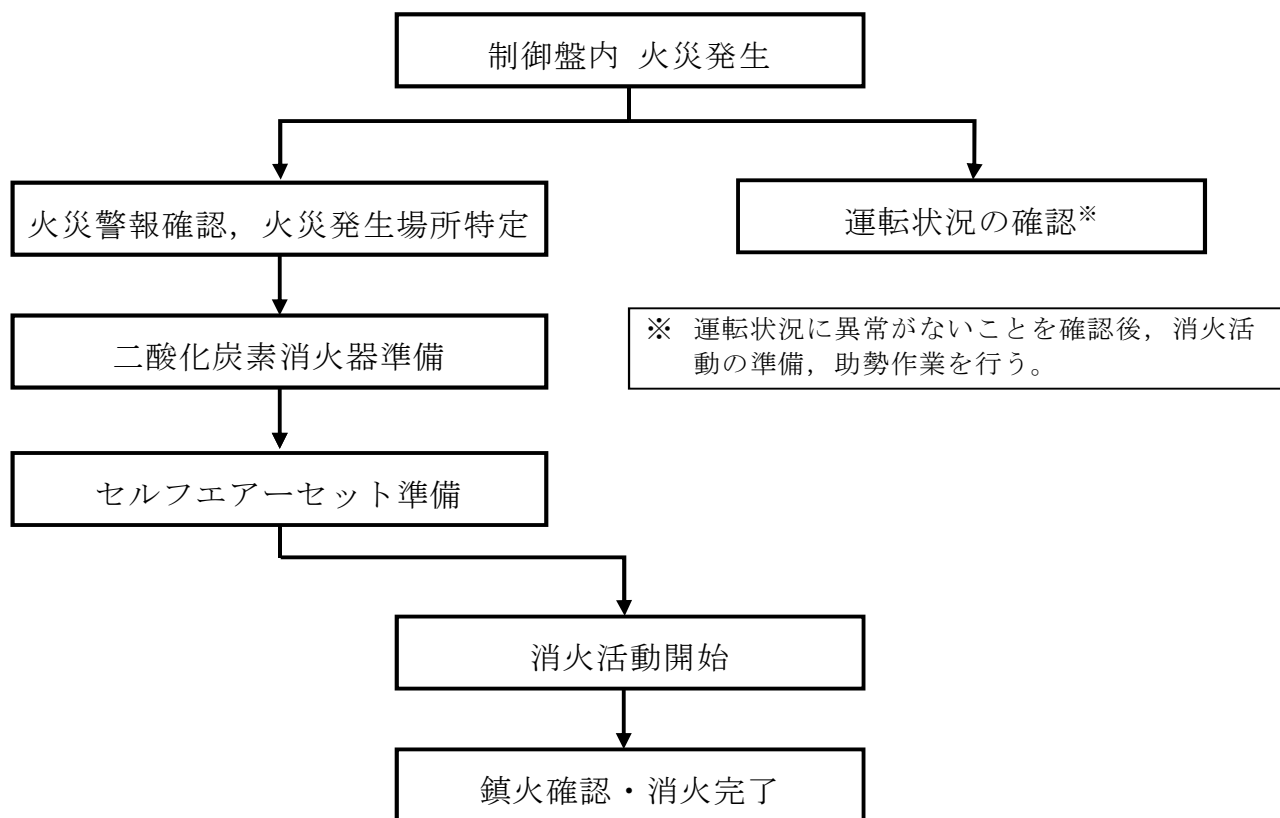 制御盤内 火災発生
火災警報確認，火災発生場所特定
運転状況の確認※
二酸化炭素消火器準備
※ 運転状況に異常がないことを確認後，消火活
動の準備，助勢作業を行う。
セルフエアーセット準備
消火活動開始
鎮火確認・消火完了